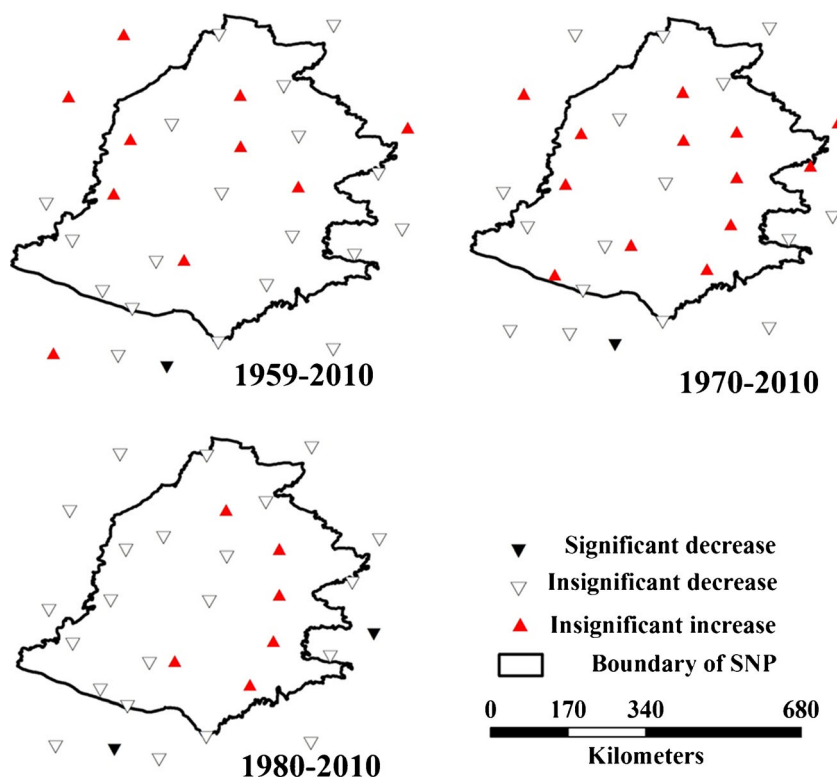 1959-2010
1970-2010
1980-2010
Significant decrease
Insignificant decrease
Insignificant increase
Boundary of SNP
0 170 340 680
Kilometers